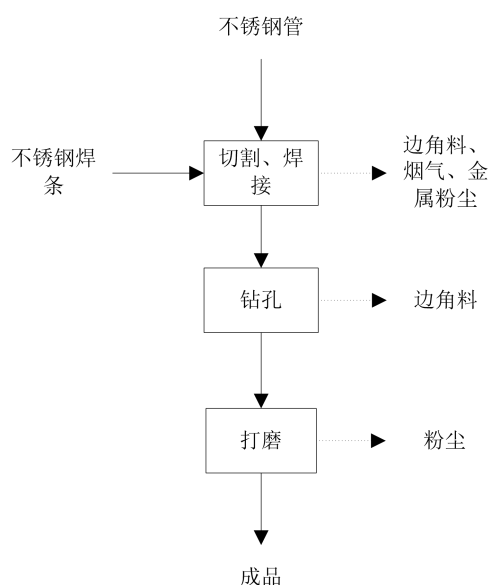 不锈钢管
不锈钢焊
条
切割、焊
接
边角料、
烟气、金
属粉尘
钻孔
边角料
打磨
粉尘
成品